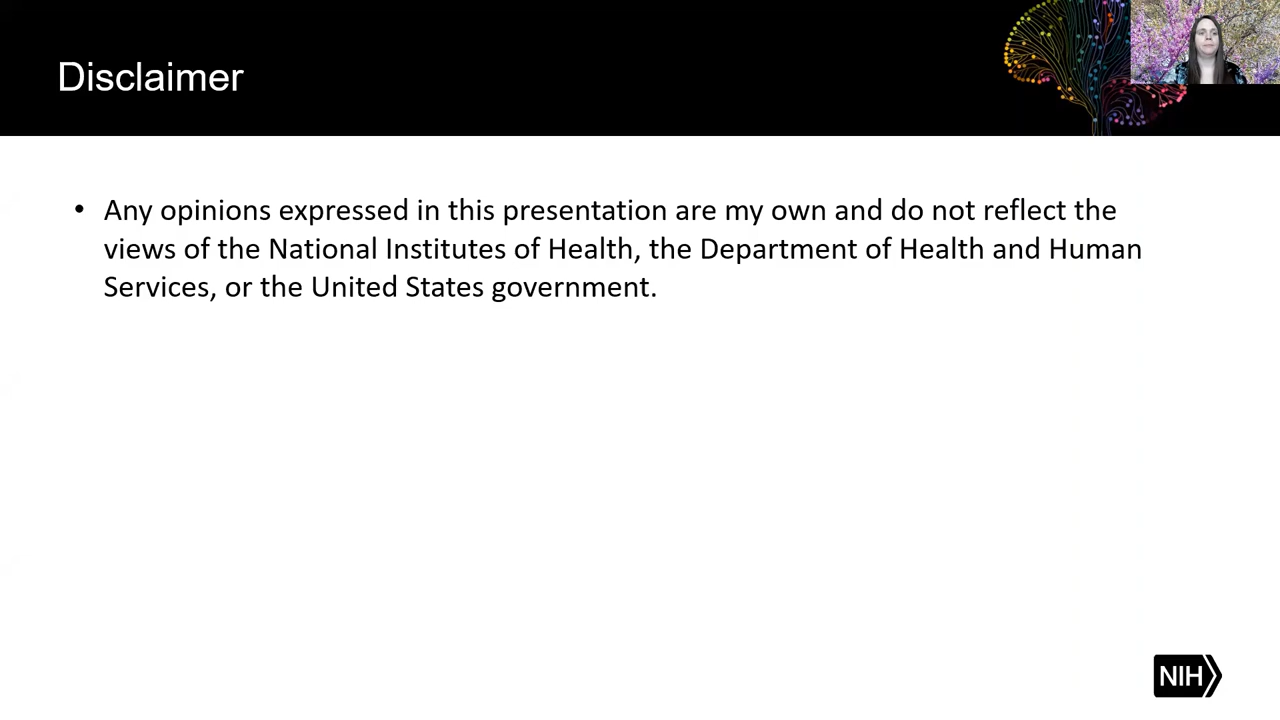 Disclaimer
• Any opinions expressed in this presentation are my own and do not reflect the
views of the National Institutes of Health, the Department of Health and Human
Services, or the United States government.
NIH